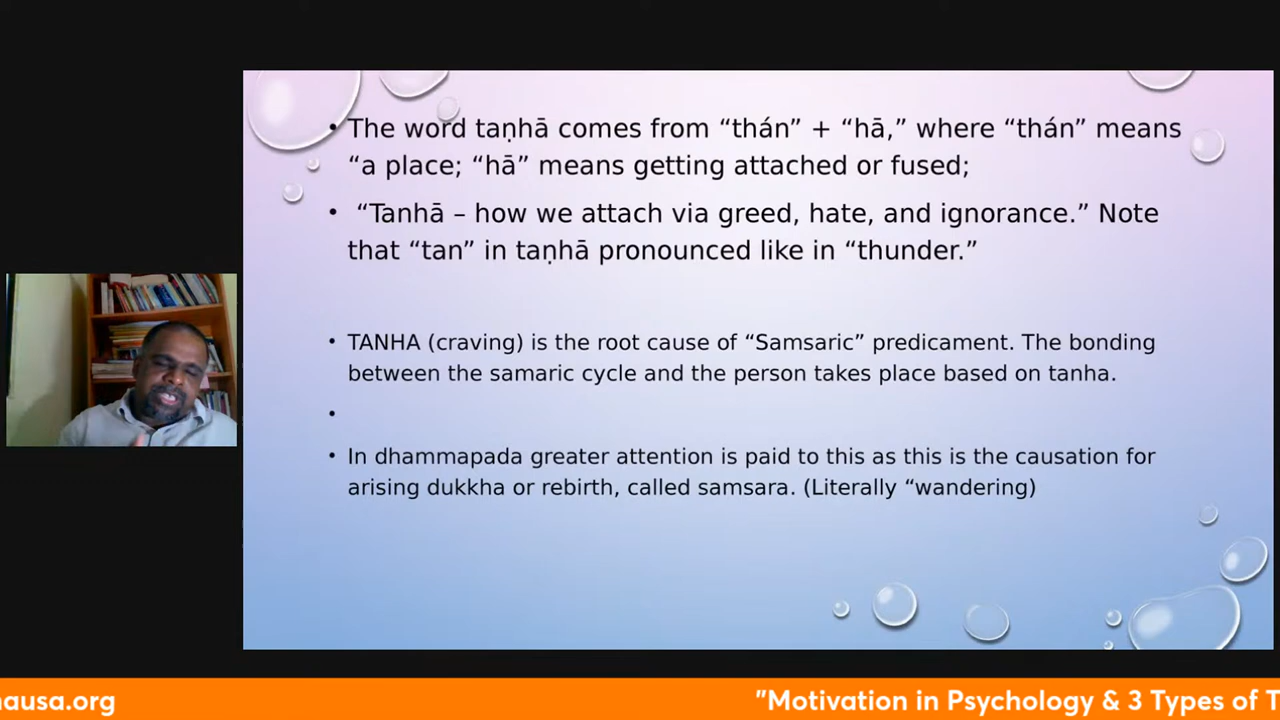 • The word taṇhā comes from “thán” + “hā,” where “thán” means
“a place; “hā” means getting attached or fused;
• “Tanhā – how we attach via greed, hate, and ignorance.” Note
that “tan” in taṇhā pronounced like in “thunder.”
• TANHA (craving) is the root cause of “Samsaric” predicament. The bonding
between the samaric cycle and the person takes place based on tanha.
•
• In dhammapada greater attention is paid to this as this is the causation for
arising dukkha or rebirth, called samsara. (Literally “wandering)
ausa.org "Motivation in Psychology & 3 Types of T